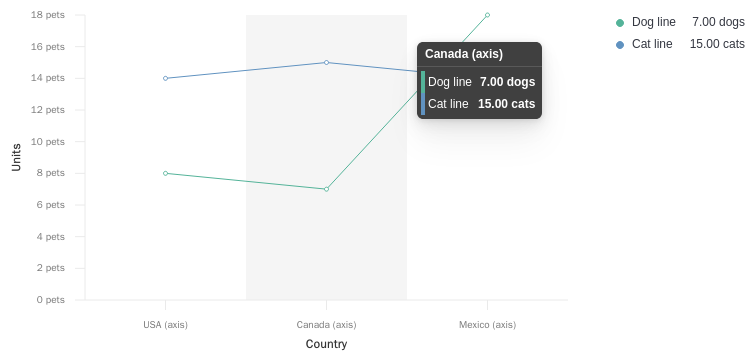 18 pets
16 pets
14 pets
12 pets
10 pets
8 pets
6 pets
4 pets
2 pets
0 pets
Units
USA (axis)
Canada (axis)
Mexico (axis)
Country
Canada (axis)
Dog line 7.00 dogs
Cat line 15.00 cats
Dog line 7.00 dogs
Cat line 15.00 cats